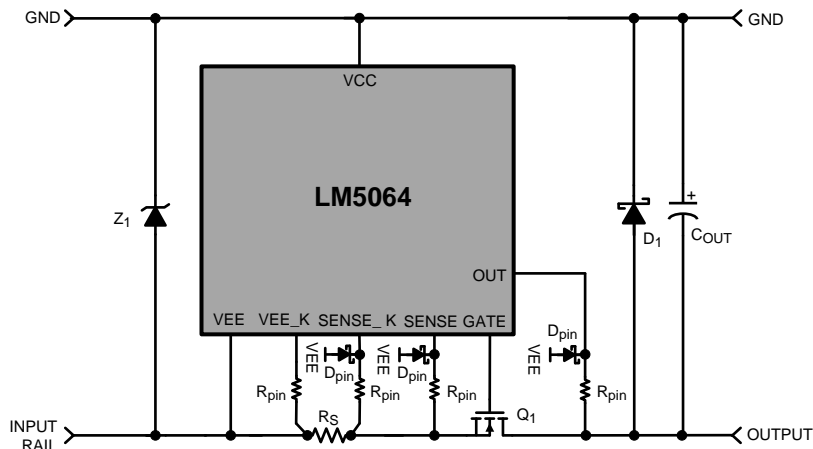 GND
GND
VCC
LM5064
Z1
D1
+
COUT
OUT
VEE VEE_K SENSE_ K SENSE GATE
VEE
Dpin
VEE
Dpin
VEE
Dpin
Rpin
Rpin
Rpin
Rpin
RS
Q1
INPUT
RAIL
OUTPUT